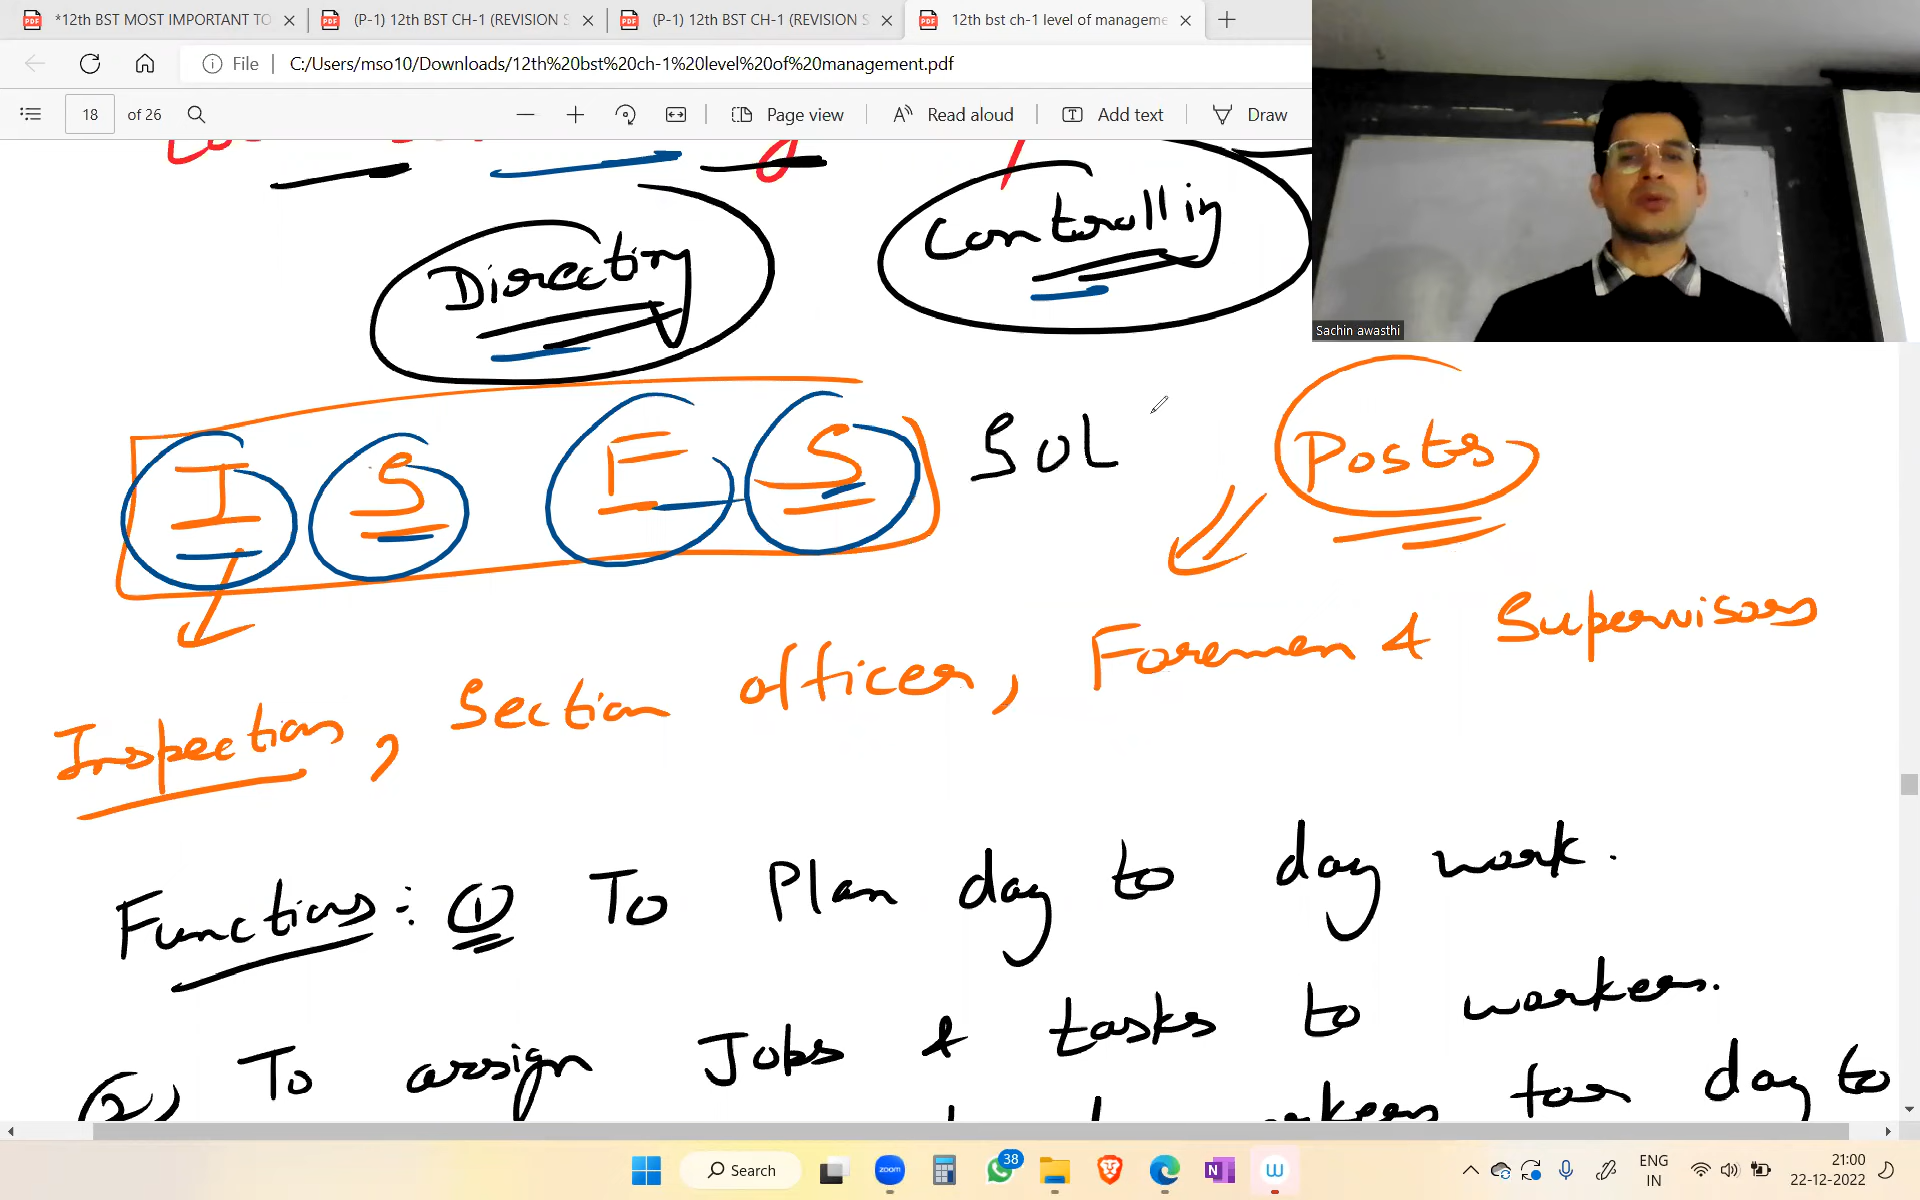 *12th BST MOST IMPORTANT TO
(P-1) 12th BST CH-1 (REVISION S
(P-1) 12th BST CH-1 (REVISION S
12th bst ch-1 level of manageme
File
C:/Users/mso10/Downloads/12th%20bst%20ch-1%20level%20of%20management.pdf
18 of 26
Page view
Read aloud
Add text
Draw
Directing
Controlling
Sachin awasthi
I S F S SOL
Posts
Inspection, Section officer, Foremen & Supervisors
Functions: ① To Plan day to day work.
(2) To assign Jobs & tasks to workers.
for day to
Search
zoom
38
ENG
IN
21:00
22-12-2022